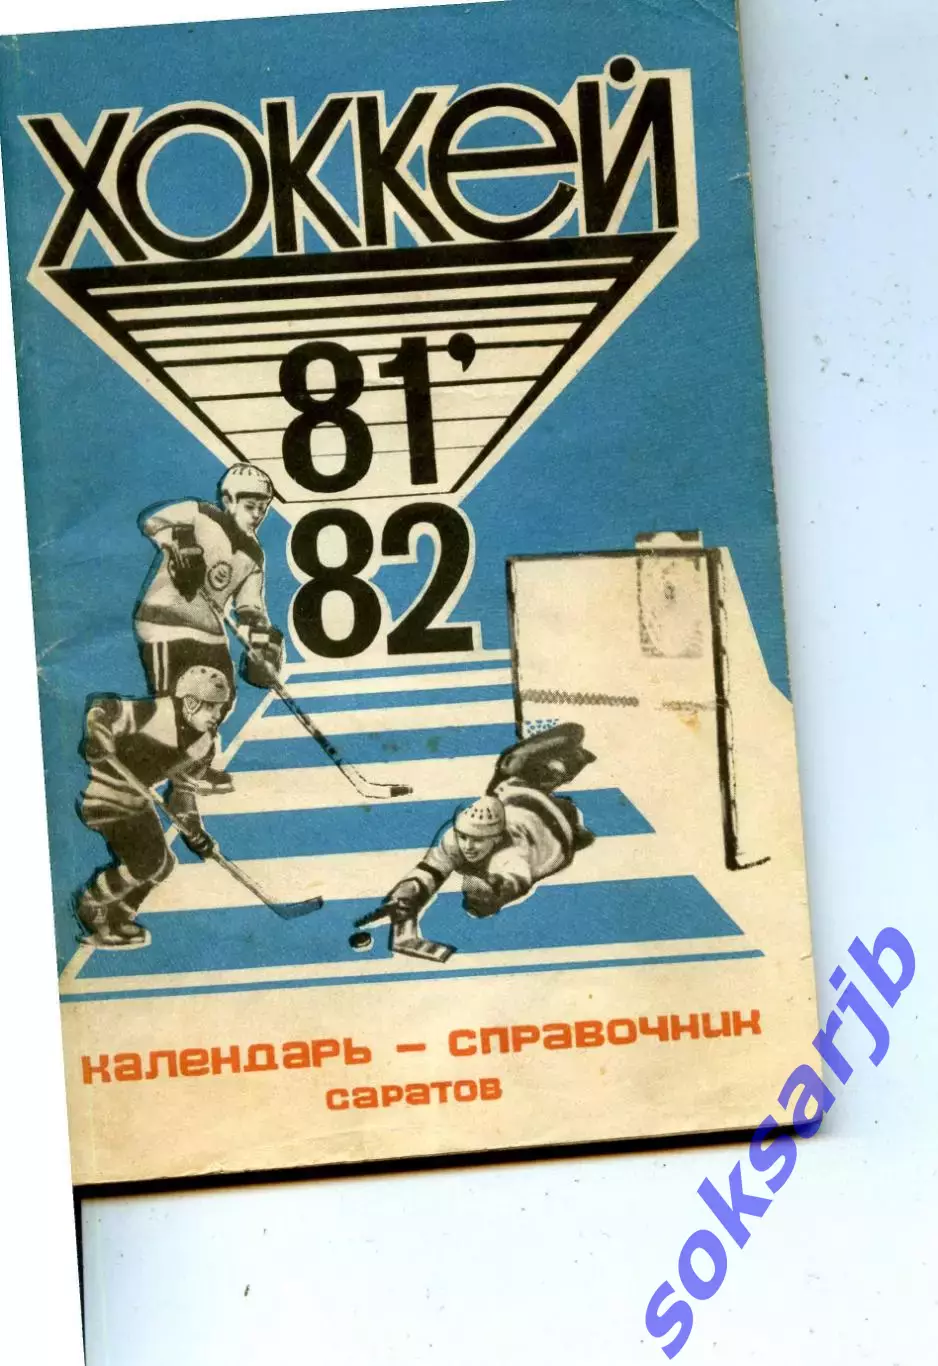 ХОККЕЙ
81'
82
КАЛЕНДАРЬ – СПРАВОЧНИК
САРАТОВ
soksarjb